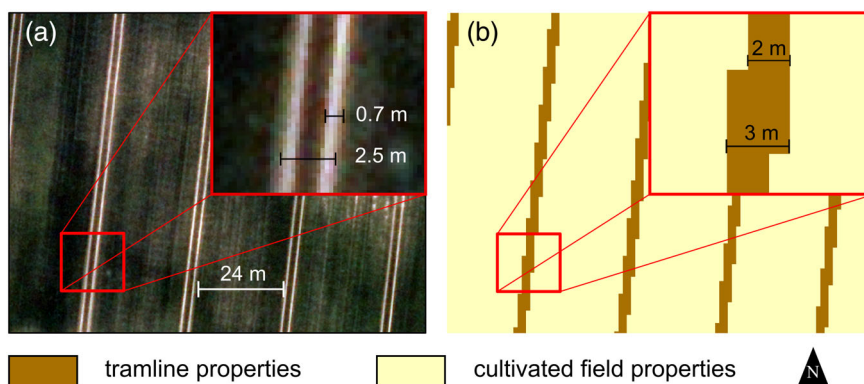 (a)
0.7 m
2.5 m
24 m
(b)
2 m
3 m
tramline properties
cultivated field properties
N